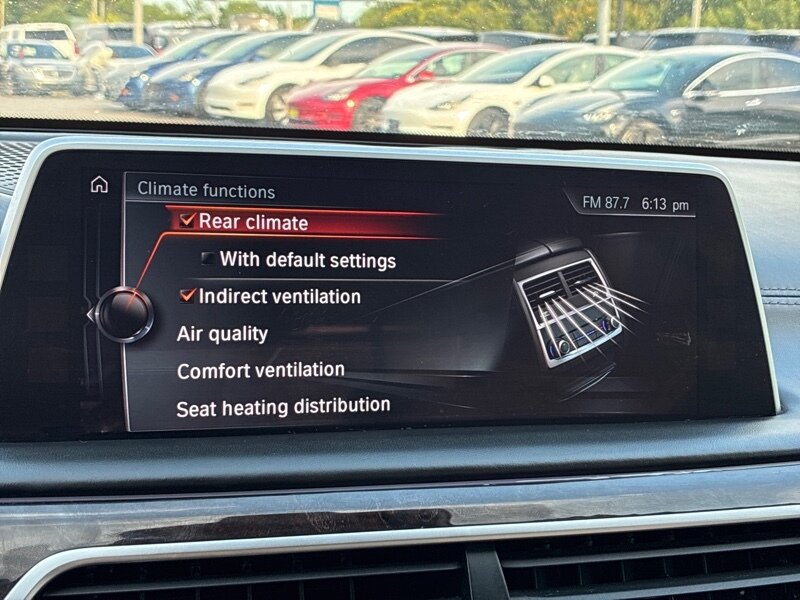 Climate functions
FM 87.7 6:13 pm
Rear climate
With default settings
Indirect ventilation
Air quality
Comfort ventilation
Seat heating distribution